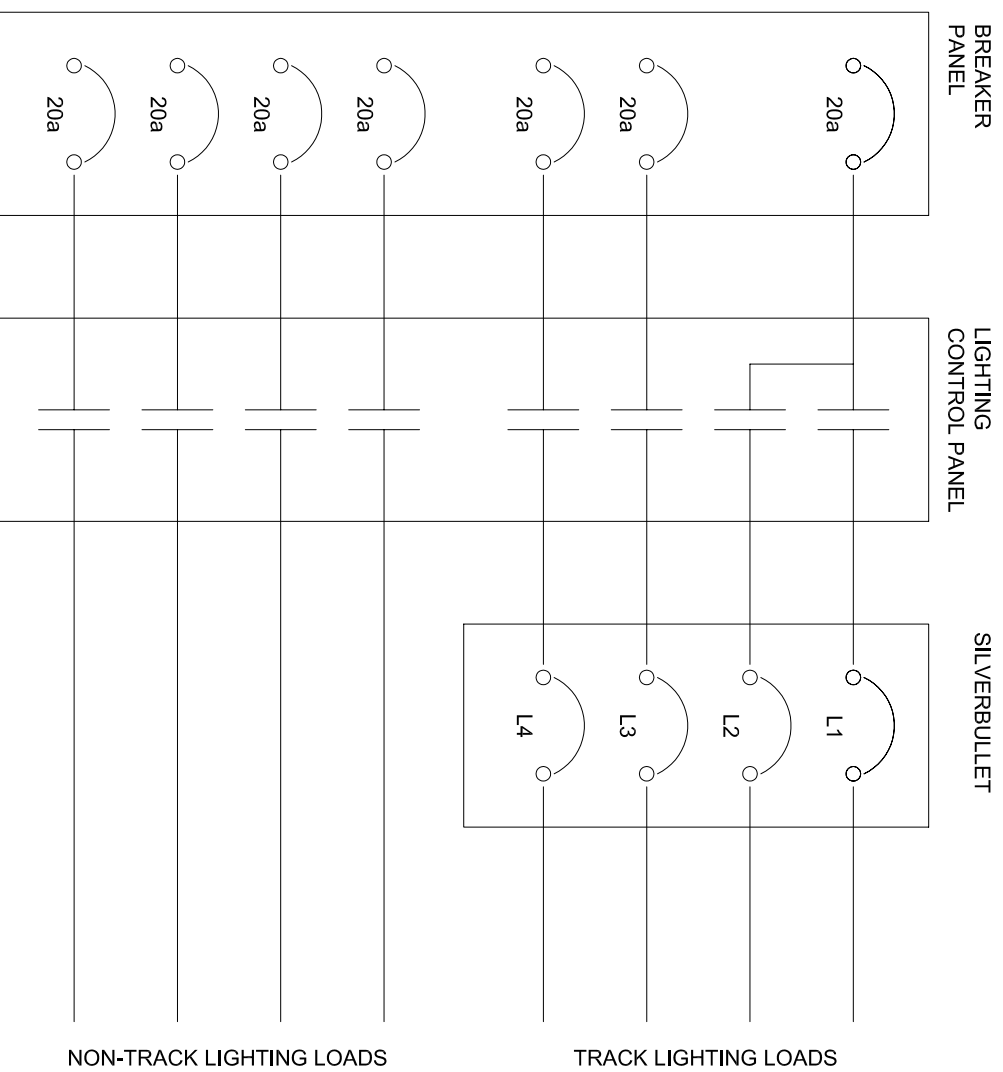 BREAKER
PANEL
20a
20a
20a
20a
20a
20a
20a
LIGHTING
CONTROL PANEL
SILVERBULLET
L4
L3
L2
L1
NON-TRACK LIGHTING LOADS
TRACK LIGHTING LOADS